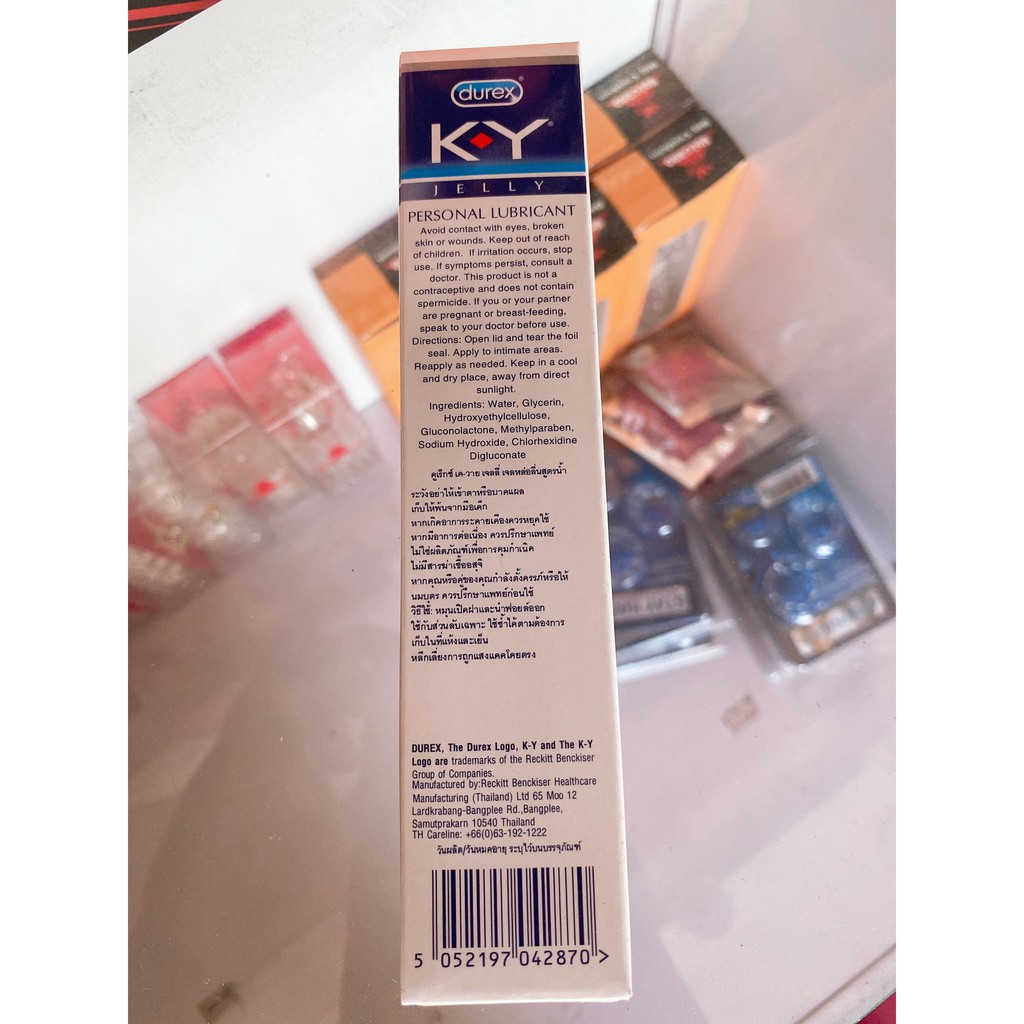 durex®
K-Y®
JELLY
PERSONAL LUBRICANT
Avoid contact with eyes, broken
skin or wounds. Keep out of reach
of children. If irritation occurs, stop
use. If symptoms persist, consult a
doctor. This product is not a
contraceptive and does not contain
spermicide. If you or your partner
are pregnant or breast-feeding,
speak to your doctor before use.
Directions: Open lid and tear the foil
seal. Apply to intimate areas.
Reapply as needed. Keep in a cool
and dry place, away from direct
sunlight.
Ingredients: Water, Glycerin,
Hydroxyethylcellulose,
Gluconolactone, Methylparaben,
Sodium Hydroxide, Chlorhexidine
Digluconate
ดูเร็กซ์ เค-วาย เจลลี่ เจลหล่อลื่นสูตรน้ำ
ระวังอย่าให้เข้าตาหรือบาดแผล
เก็บให้พ้นจากมือเด็ก
หากเกิดอาการระคายเคืองควรหยุดใช้
หากมีอาการต่อเนื่อง ควรปรึกษาแพทย์
ไม่ใช่ผลิตภัณฑ์เพื่อการคุมกำเนิด
ไม่มีสารฆ่าเชื้ออสุจิ
หากคุณหรือคู่ของคุณกำลังตั้งครรภ์หรือให้
นมบุตร ควรปรึกษาแพทย์ก่อนใช้
วิธีใช้: หมุนเปิดฝาและนำฟอยล์ออก
ใช้กับส่วนลับเฉพาะ ใช้ซ้ำได้ตามต้องการ
เก็บในที่แห้งและเย็น
หลีกเลี่ยงการถูกแสงแดดโดยตรง
DUREX, The Durex Logo, K-Y and The K-Y
Logo are trademarks of the Reckitt Benckiser
Group of Companies.
Manufactured by:Reckitt Benckiser Healthcare
Manufacturing (Thailand) Ltd 65 Moo 12
Lardkrabang-Bangplee Rd.,Bangplee,
Samutprakarn 10540 Thailand
TH Careline: +66(0)63-192-1222
วันผลิต/วันหมดอายุ ระบุไว้บนบรรจุภัณฑ์
5 052197 042870 >